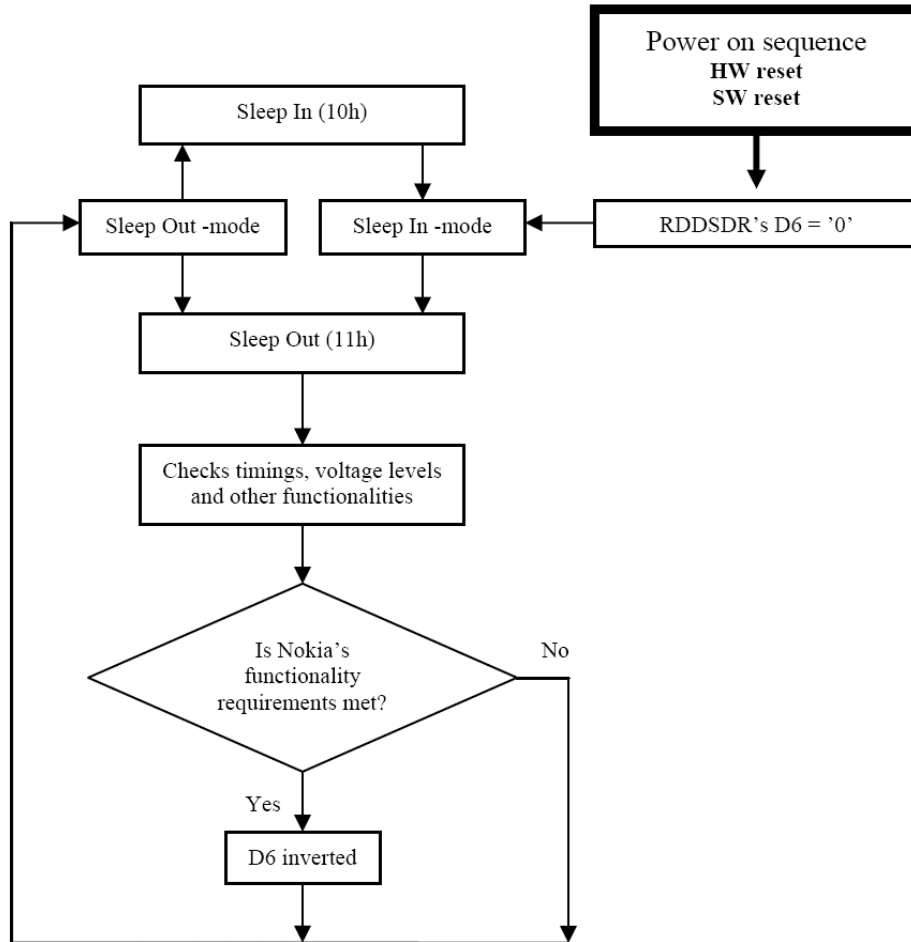 Power on sequence
HW reset
SW reset
Sleep In (10h)
Sleep Out -mode
Sleep In -mode
RDDSDR’s D6 = ’0’
Sleep Out (11h)
Checks timings, voltage levels
and other functionalities
Is Nokia’s
functionality
requirements met?
No
Yes
D6 inverted